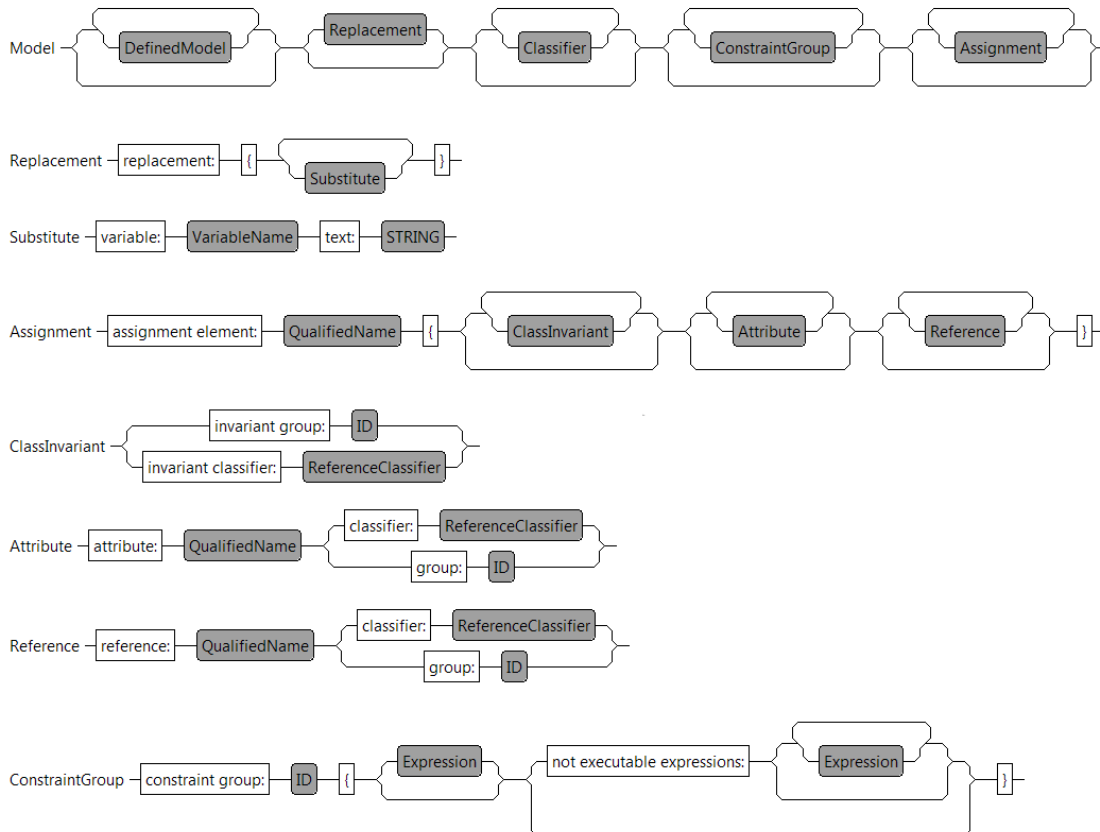 Model DefinedModel Replacement Classifier ConstraintGroup Assignment
Replacement replacement: { Substitute }
Substitute variable: VariableName text: STRING
Assignment assignment element: QualifiedName { ClassInvariant Attribute Reference }
ClassInvariant invariant group: ID
invariant classifier: ReferenceClassifier
Attribute attribute: QualifiedName classifier: ReferenceClassifier
group: ID
Reference reference: QualifiedName classifier: ReferenceClassifier
group: ID
ConstraintGroup constraint group: ID { Expression not executable expressions: Expression }